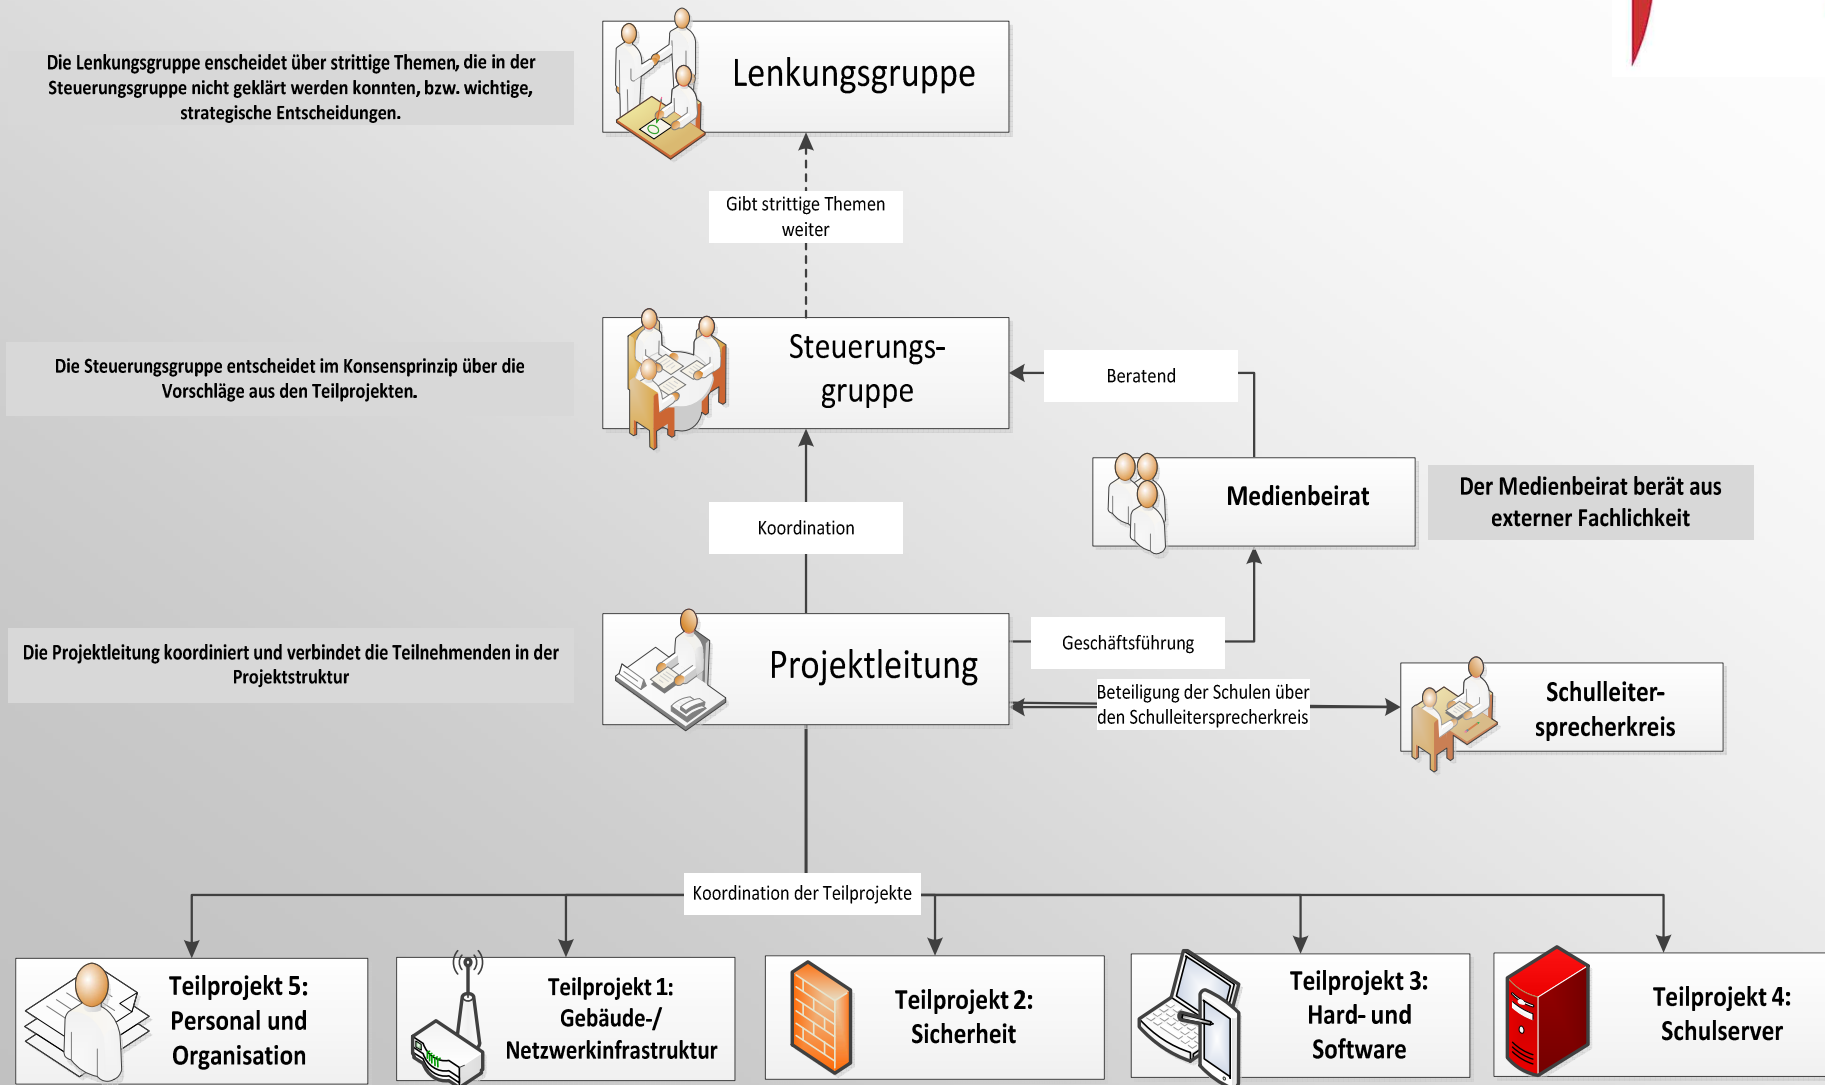 Die Lenkungsgruppe enscheidet über strittige Themen, die in der
Steuerungsgruppe nicht geklärt werden konnten, bzw. wichtige,
strategische Entscheidungen.
Lenkungsgruppe
Gibt strittige Themen
weiter
Die Steuerungsgruppe entscheidet im Konsensprinzip über die
Vorschläge aus den Teilprojekten.
Steuerungs-
gruppe
Beratend
Medienbeirat
Der Medienbeirat berät aus
externer Fachlichkeit
Koordination
Die Projektleitung koordiniert und verbindet die Teilnehmenden in der
Projektstruktur
Projektleitung
Geschäftsführung
Beteiligung der Schulen über
den Schulleitersprecherkreis
Schulleiter-
sprecherkreis
Koordination der Teilprojekte
Teilprojekt 5:
Personal und
Organisation
Teilprojekt 1:
Gebäude-/
Netzwerkinfrastruktur
Teilprojekt 2:
Sicherheit
Teilprojekt 3:
Hard- und
Software
Teilprojekt 4:
Schulserver